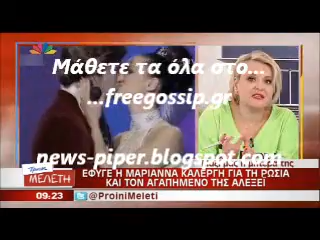 Μάθετε τα όλα στο...
...freegossip.gr
news-piper.blogspot.com
ΜΕΛΕΤΗ
ΕΦΥΓΕ Η ΜΑΡΙΑΝΝΑ ΚΑΛΕΡΓΗ ΓΙΑ ΤΗ ΡΩΣΙΑ
ΚΑΙ ΤΟΝ ΑΓΑΠΗΜΕΝΟ ΤΗΣ ΑΛΕΞΕΪ
09:23 @ProiniMeleti